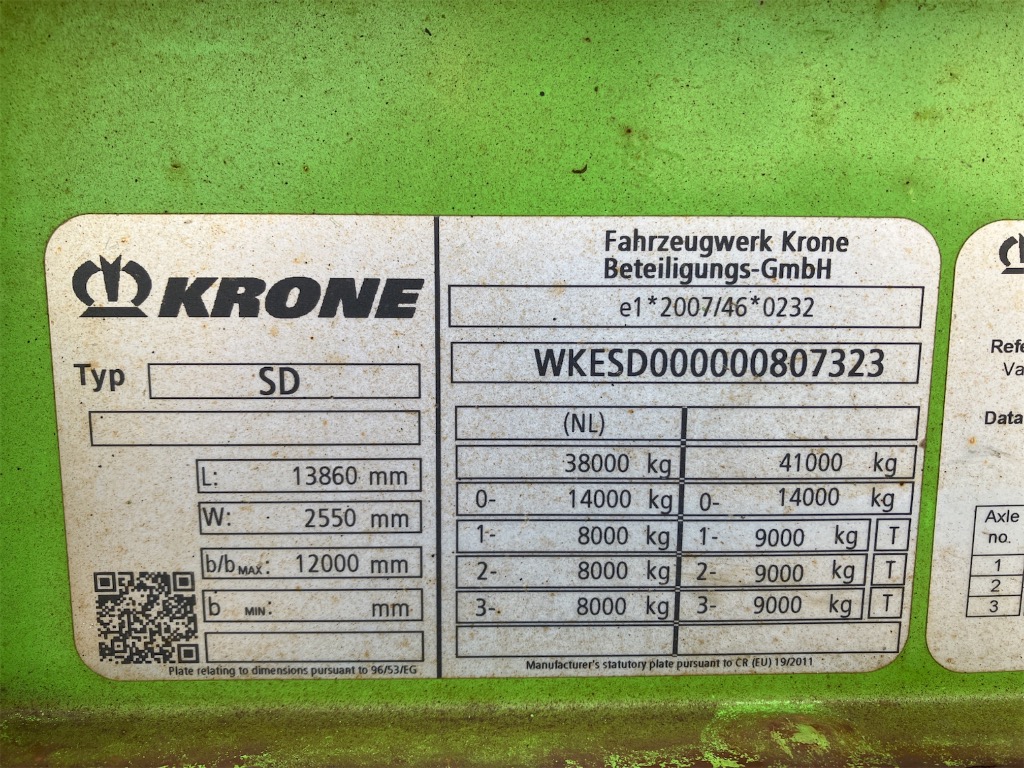 KRONE
Typ SD
L: 13860 mm
W: 2550 mm
b/b MAX: 12000 mm
b MIN: mm
Plate relating to dimensions pursuant to 96/53/EG
Fahrzeugwerk Krone
Beteiligungs-GmbH
e1*2007/46*0232
WKESD000000807323
(NL)
38000 kg 41000 kg
0- 14000 kg 0- 14000 kg
1- 8000 kg 1- 9000 kg T
2- 8000 kg 2- 9000 kg T
3- 8000 kg 3- 9000 kg T
Manufacturer's statutory plate pursuant to CR (EU) 19/2011
Data
Axle
no.
1
2
3